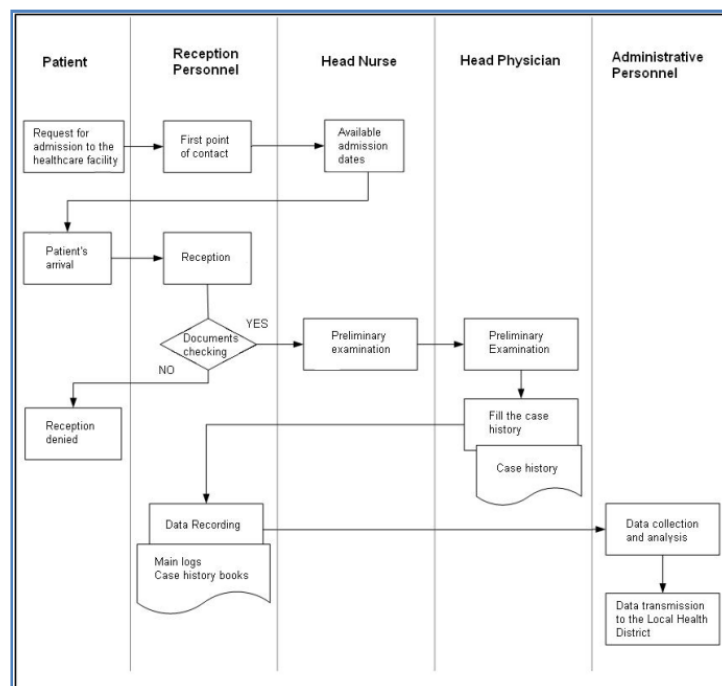 Patient
Reception
Personnel
Head Nurse
Head Physician
Administrative
Personnel
Request for
admission to the
healthcare facility
First point
of contact
Available
admission
dates
Patient's
arrival
Reception
Documents
checking
YES
NO
Preliminary
examination
Preliminary
Examination
Reception
denied
Fill the case
history
Case history
Data Recording
Main logs
Case history books
Data collection
and analysis
Data transmission
to the Local Health
District